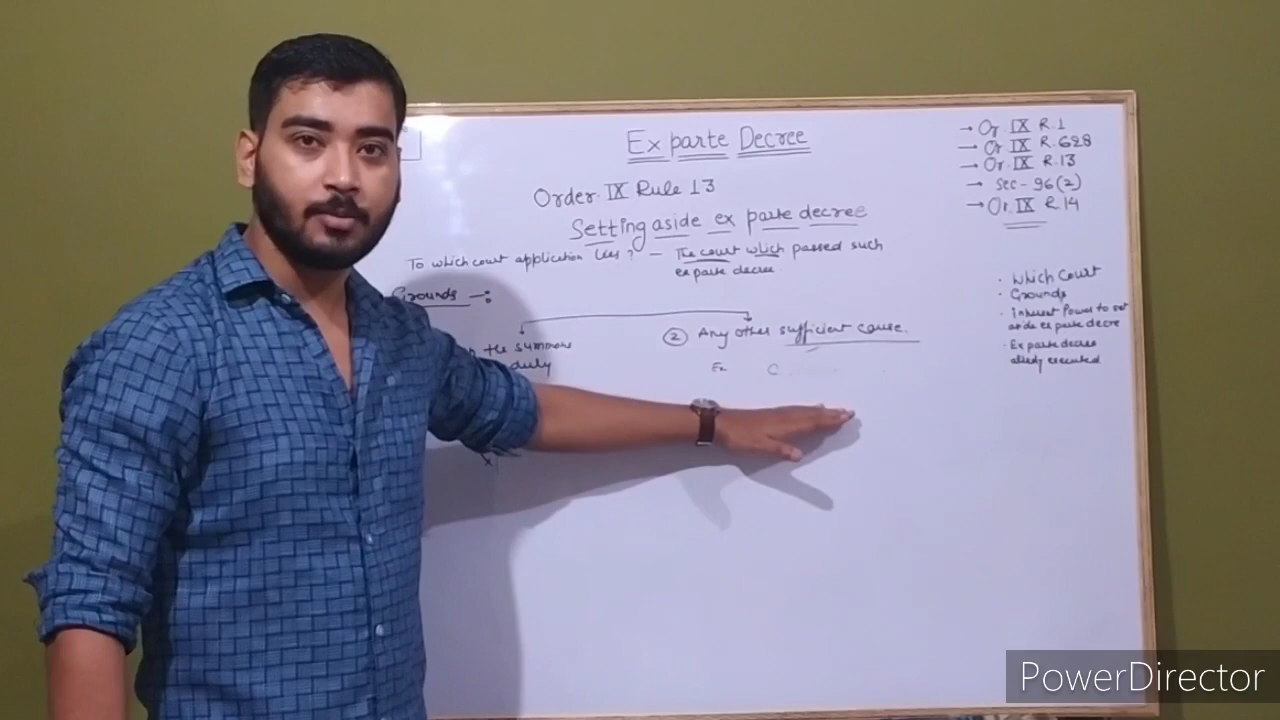 Ex parte Decree
Order IX Rule 13
Setting aside ex parte decree
To which court application lies? — The court which passed such
ex parte decree.
Grounds —:
the summons
duly
② Any other sufficient cause.
Ex C
→ Or IX R.1
→ Or IX R.6&8
→ Or. IX R.13
→ Sec - 96(2)
→ Or. IX R.14
· Which Court
· Grounds
· Inherent Power to set
aside ex parte decre
· Ex parte decree
executed
PowerDirector